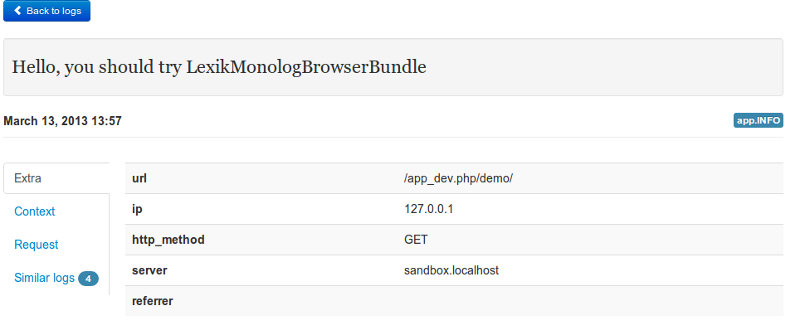 Back to logs
Hello, you should try LexikMonologBrowserBundle
March 13, 2013 13:57 app.INFO
Extra url /app_dev.php/demo/
Context ip 127.0.0.1
Request http_method GET
Similar logs 4 server sandbox.localhost
referrer